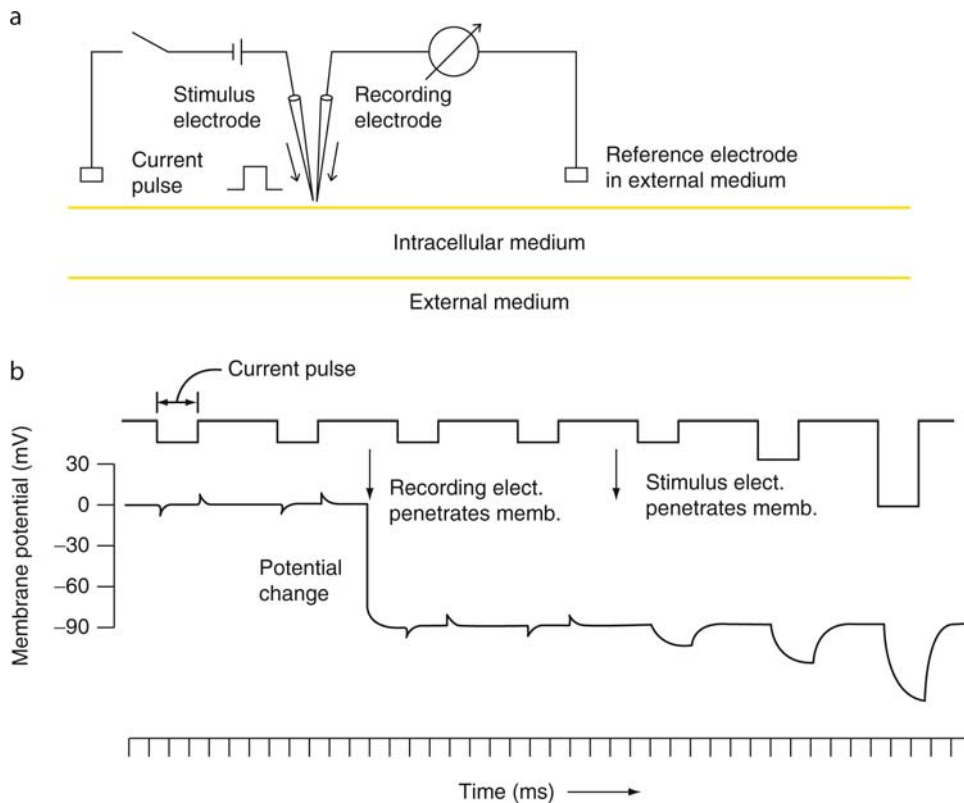 a
Stimulus
electrode
Recording
electrode
Current
pulse
Reference electrode
in external medium
Intracellular medium
External medium
b
Current pulse
Membrane potential (mV)
30
0
–30
–60
–90
Recording elect.
penetrates memb.
Stimulus elect.
penetrates memb.
Potential
change
Time (ms)